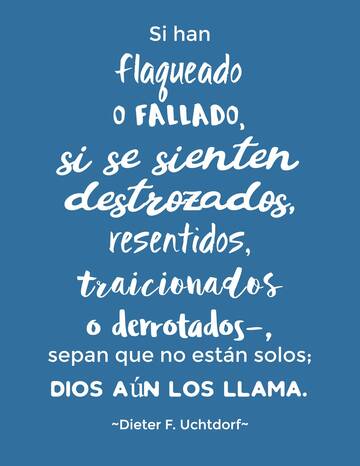 Si han
flaqueado
o FALLADO,
si se sienten
destrozados,
resentidos,
traicionados
o derrotados–,
sepan que no están solos;
DIOS AÚN LOS LLAMA.
~Dieter F. Uchtdorf~